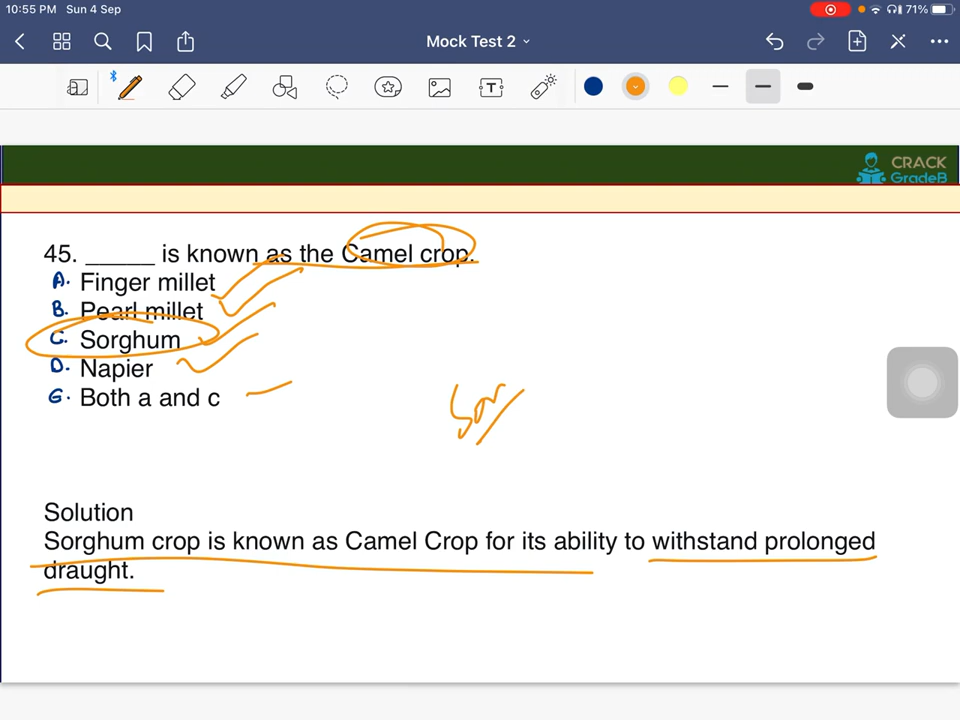 10:55 PM Sun 4 Sep 71%
Mock Test 2
T
CRACK
GradeB
45. _____ is known as the Camel crop.
A. Finger millet
B. Pearl millet
C. Sorghum
D. Napier
G. Both a and c
Sor
Solution
Sorghum crop is known as Camel Crop for its ability to withstand prolonged
draught.